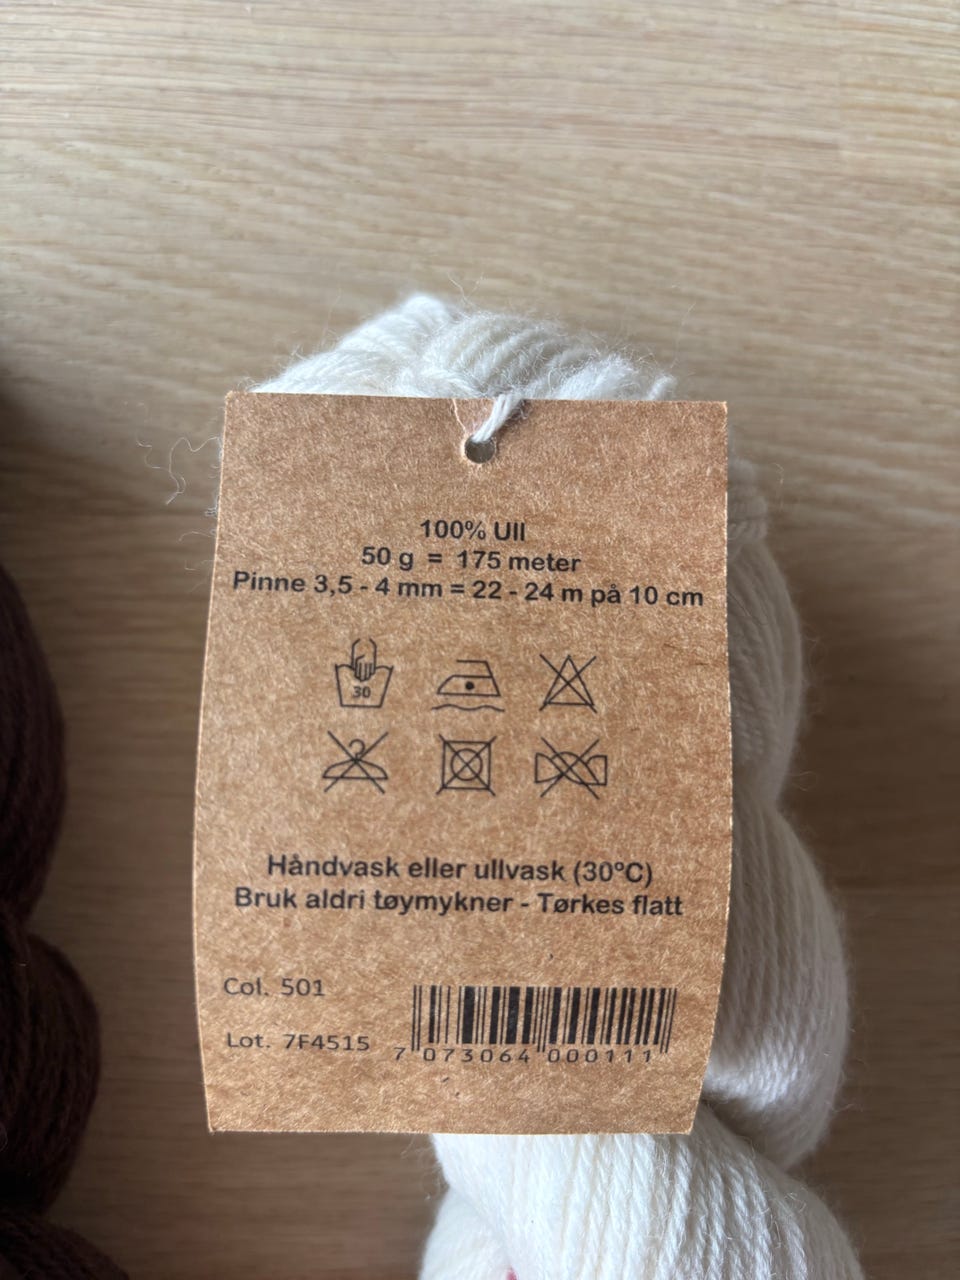 100% Ull
50 g = 175 meter
Pinne 3,5 - 4 mm = 22 - 24 m på 10 cm
30
Håndvask eller ullvask (30°C)
Bruk aldri tøymykner - Tørkes flatt
Col. 501
Lot. 7F4515
7 073064 000111